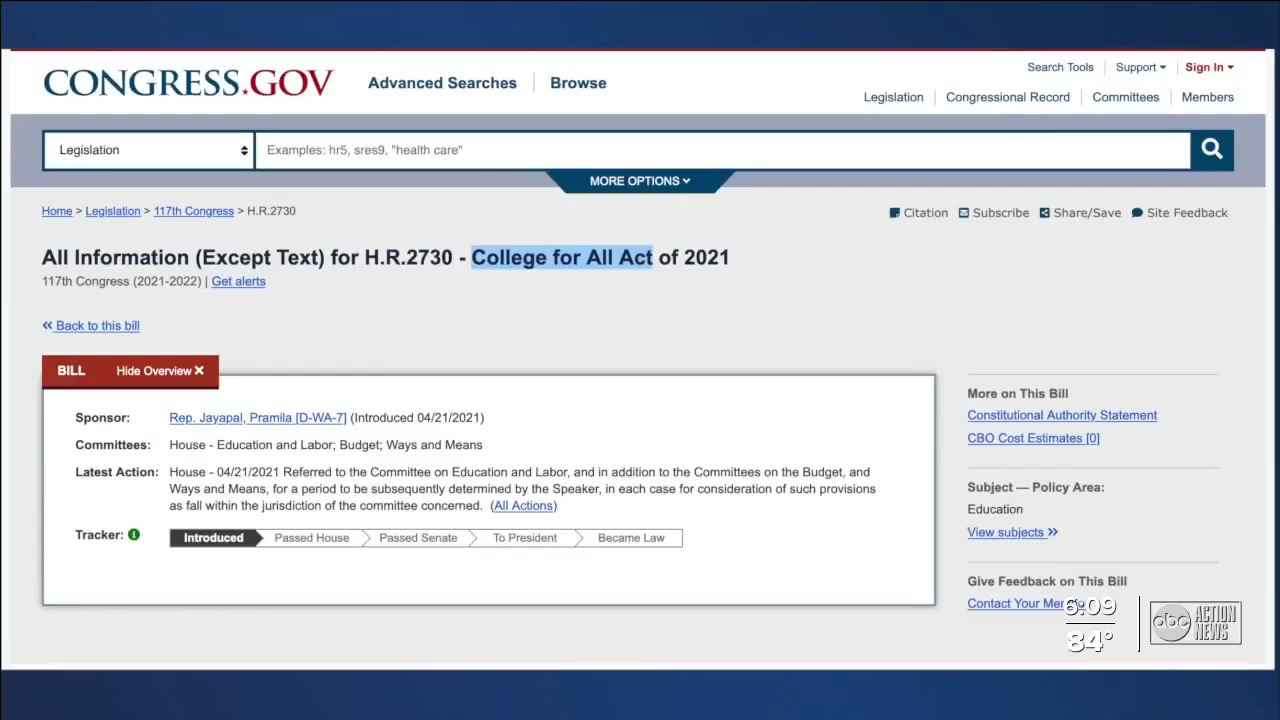 CONGRESS.GOV
Advanced Searches
Browse
Search Tools
Support
Sign In
Legislation
Congressional Record
Committees
Members
Legislation
Examples: hr5, sres9, "health care"
MORE OPTIONS
Home > Legislation > 117th Congress > H.R.2730
Citation
Subscribe
Share/Save
Site Feedback
All Information (Except Text) for H.R.2730 - College for All Act of 2021
117th Congress (2021-2022) | Get alerts
Back to this bill
BILL
Hide Overview
Sponsor: Rep. Jayapal, Pramila [D-WA-7] (Introduced 04/21/2021)
Committees: House - Education and Labor; Budget; Ways and Means
Latest Action: House - 04/21/2021 Referred to the Committee on Education and Labor, and in addition to the Committees on the Budget, and
Ways and Means, for a period to be subsequently determined by the Speaker, in each case for consideration of such provisions
as fall within the jurisdiction of the committee concerned. (All Actions)
Tracker:
Introduced
Passed House
Passed Senate
To President
Became Law
More on This Bill
Constitutional Authority Statement
CBO Cost Estimates [0]
Subject — Policy Area:
Education
View subjects
Give Feedback on This Bill
Contact Your
6:09
84°
abc
ACTION
NEWS